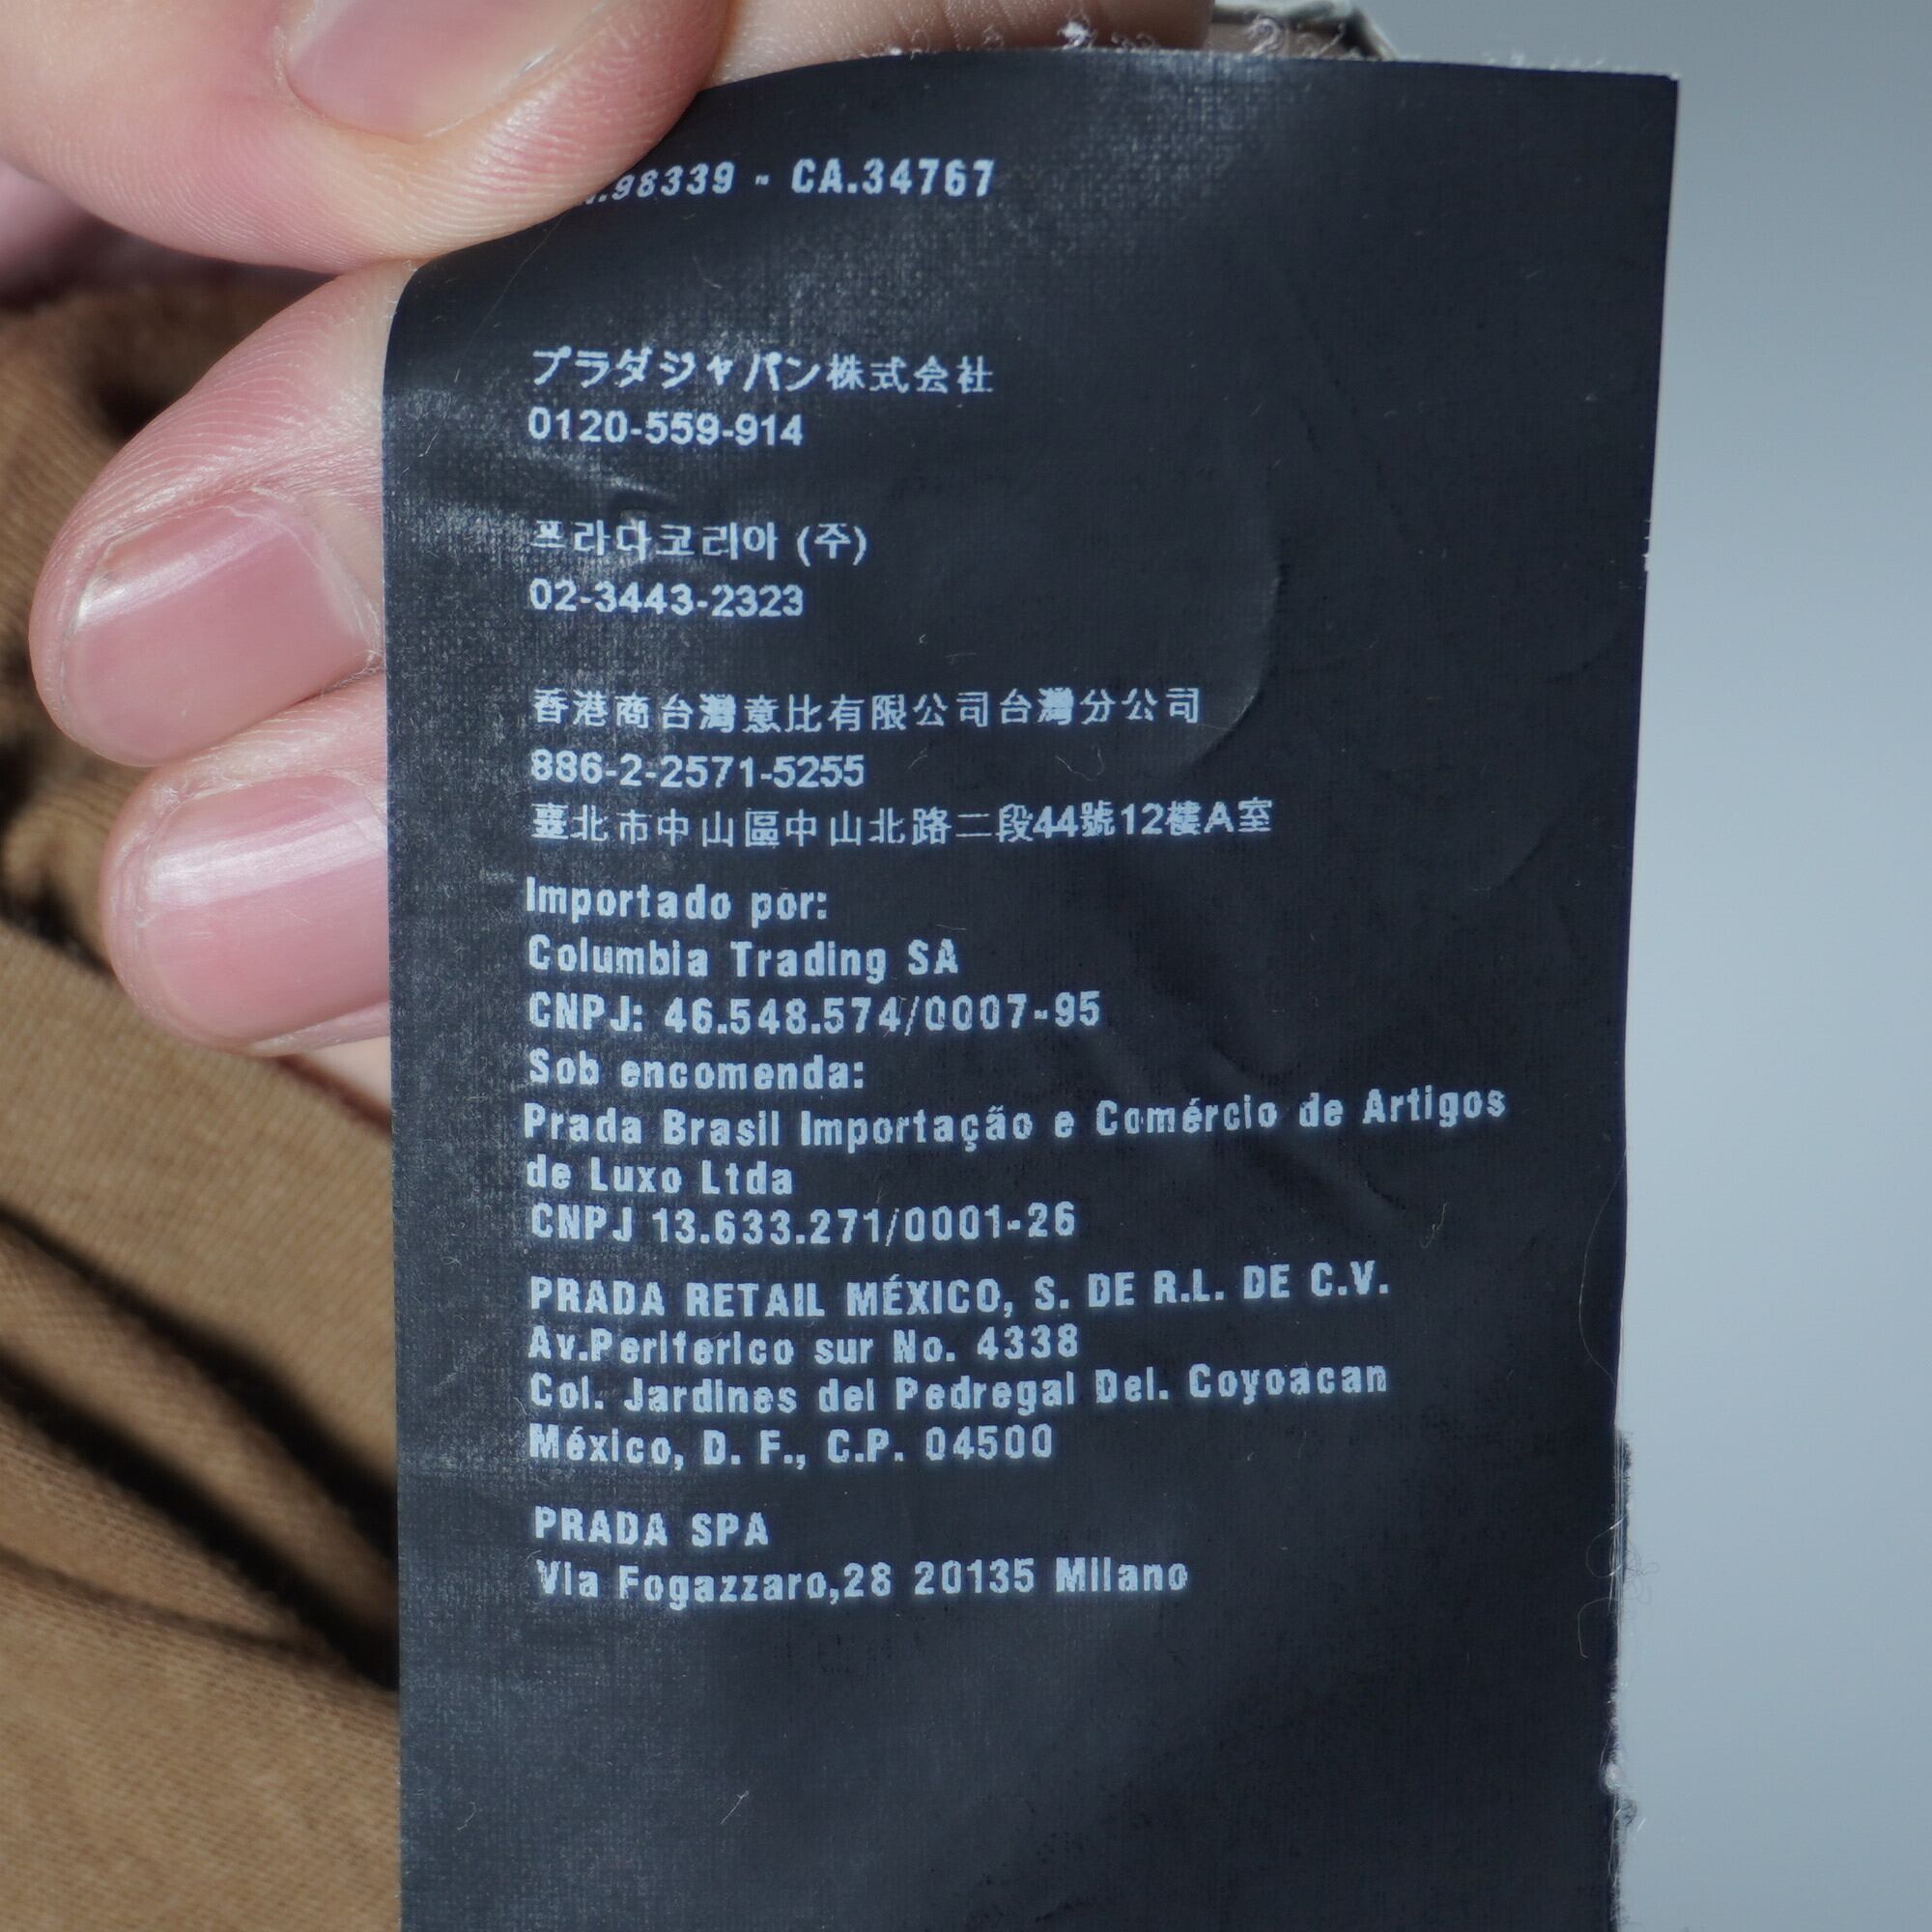 .98339 - CA.34767
プラダジャパン株式会社
0120-559-914
프라다코리아 (주)
02-3443-2323
香港商台灣意比有限公司台灣分公司
886-2-2571-5255
臺北市中山區中山北路二段44號12樓A室
Importado por:
Columbia Trading SA
CNPJ: 46.548.574/0007-95
Sob encomenda:
Prada Brasil Importação e Comércio de Artigos
de Luxo Ltda
CNPJ 13.633.271/0001-26
PRADA RETAIL MÉXICO, S. DE R.L. DE C.V.
Av.Periferico sur No. 4338
Col. Jardines del Pedregal Del. Coyoacan
México, D. F., C.P. 04500
PRADA SPA
Via Fogazzaro,28 20135 Milano